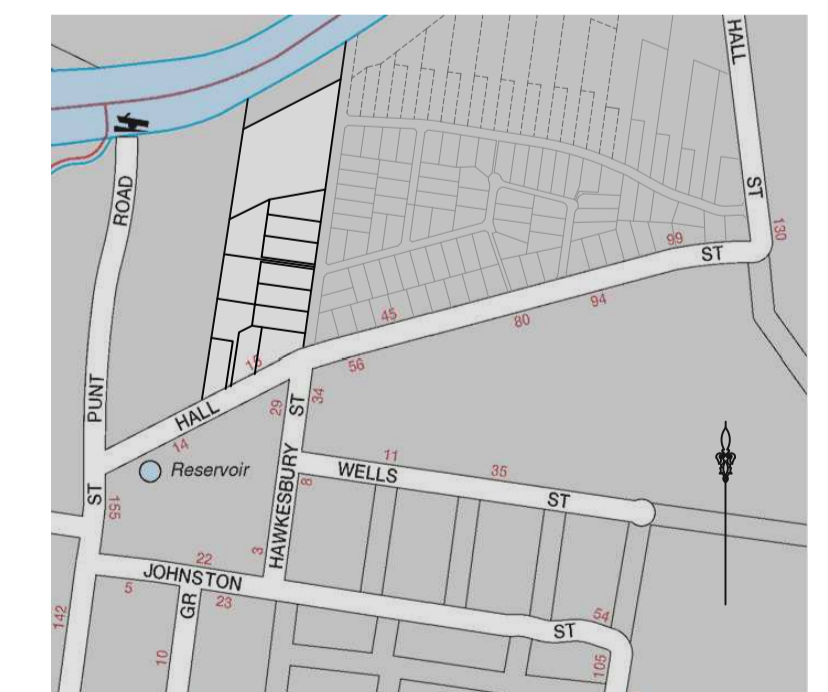 HALL
ST
130
99
ST
ROAD
94
45
80
56
15
PUNT
HALL
14
29
ST
34
Reservoir
11
WELLS
35
ST
8
HAWKESBURY
ST
155
3
22
JOHNSTON
5
GR
23
142
10
54
ST
105